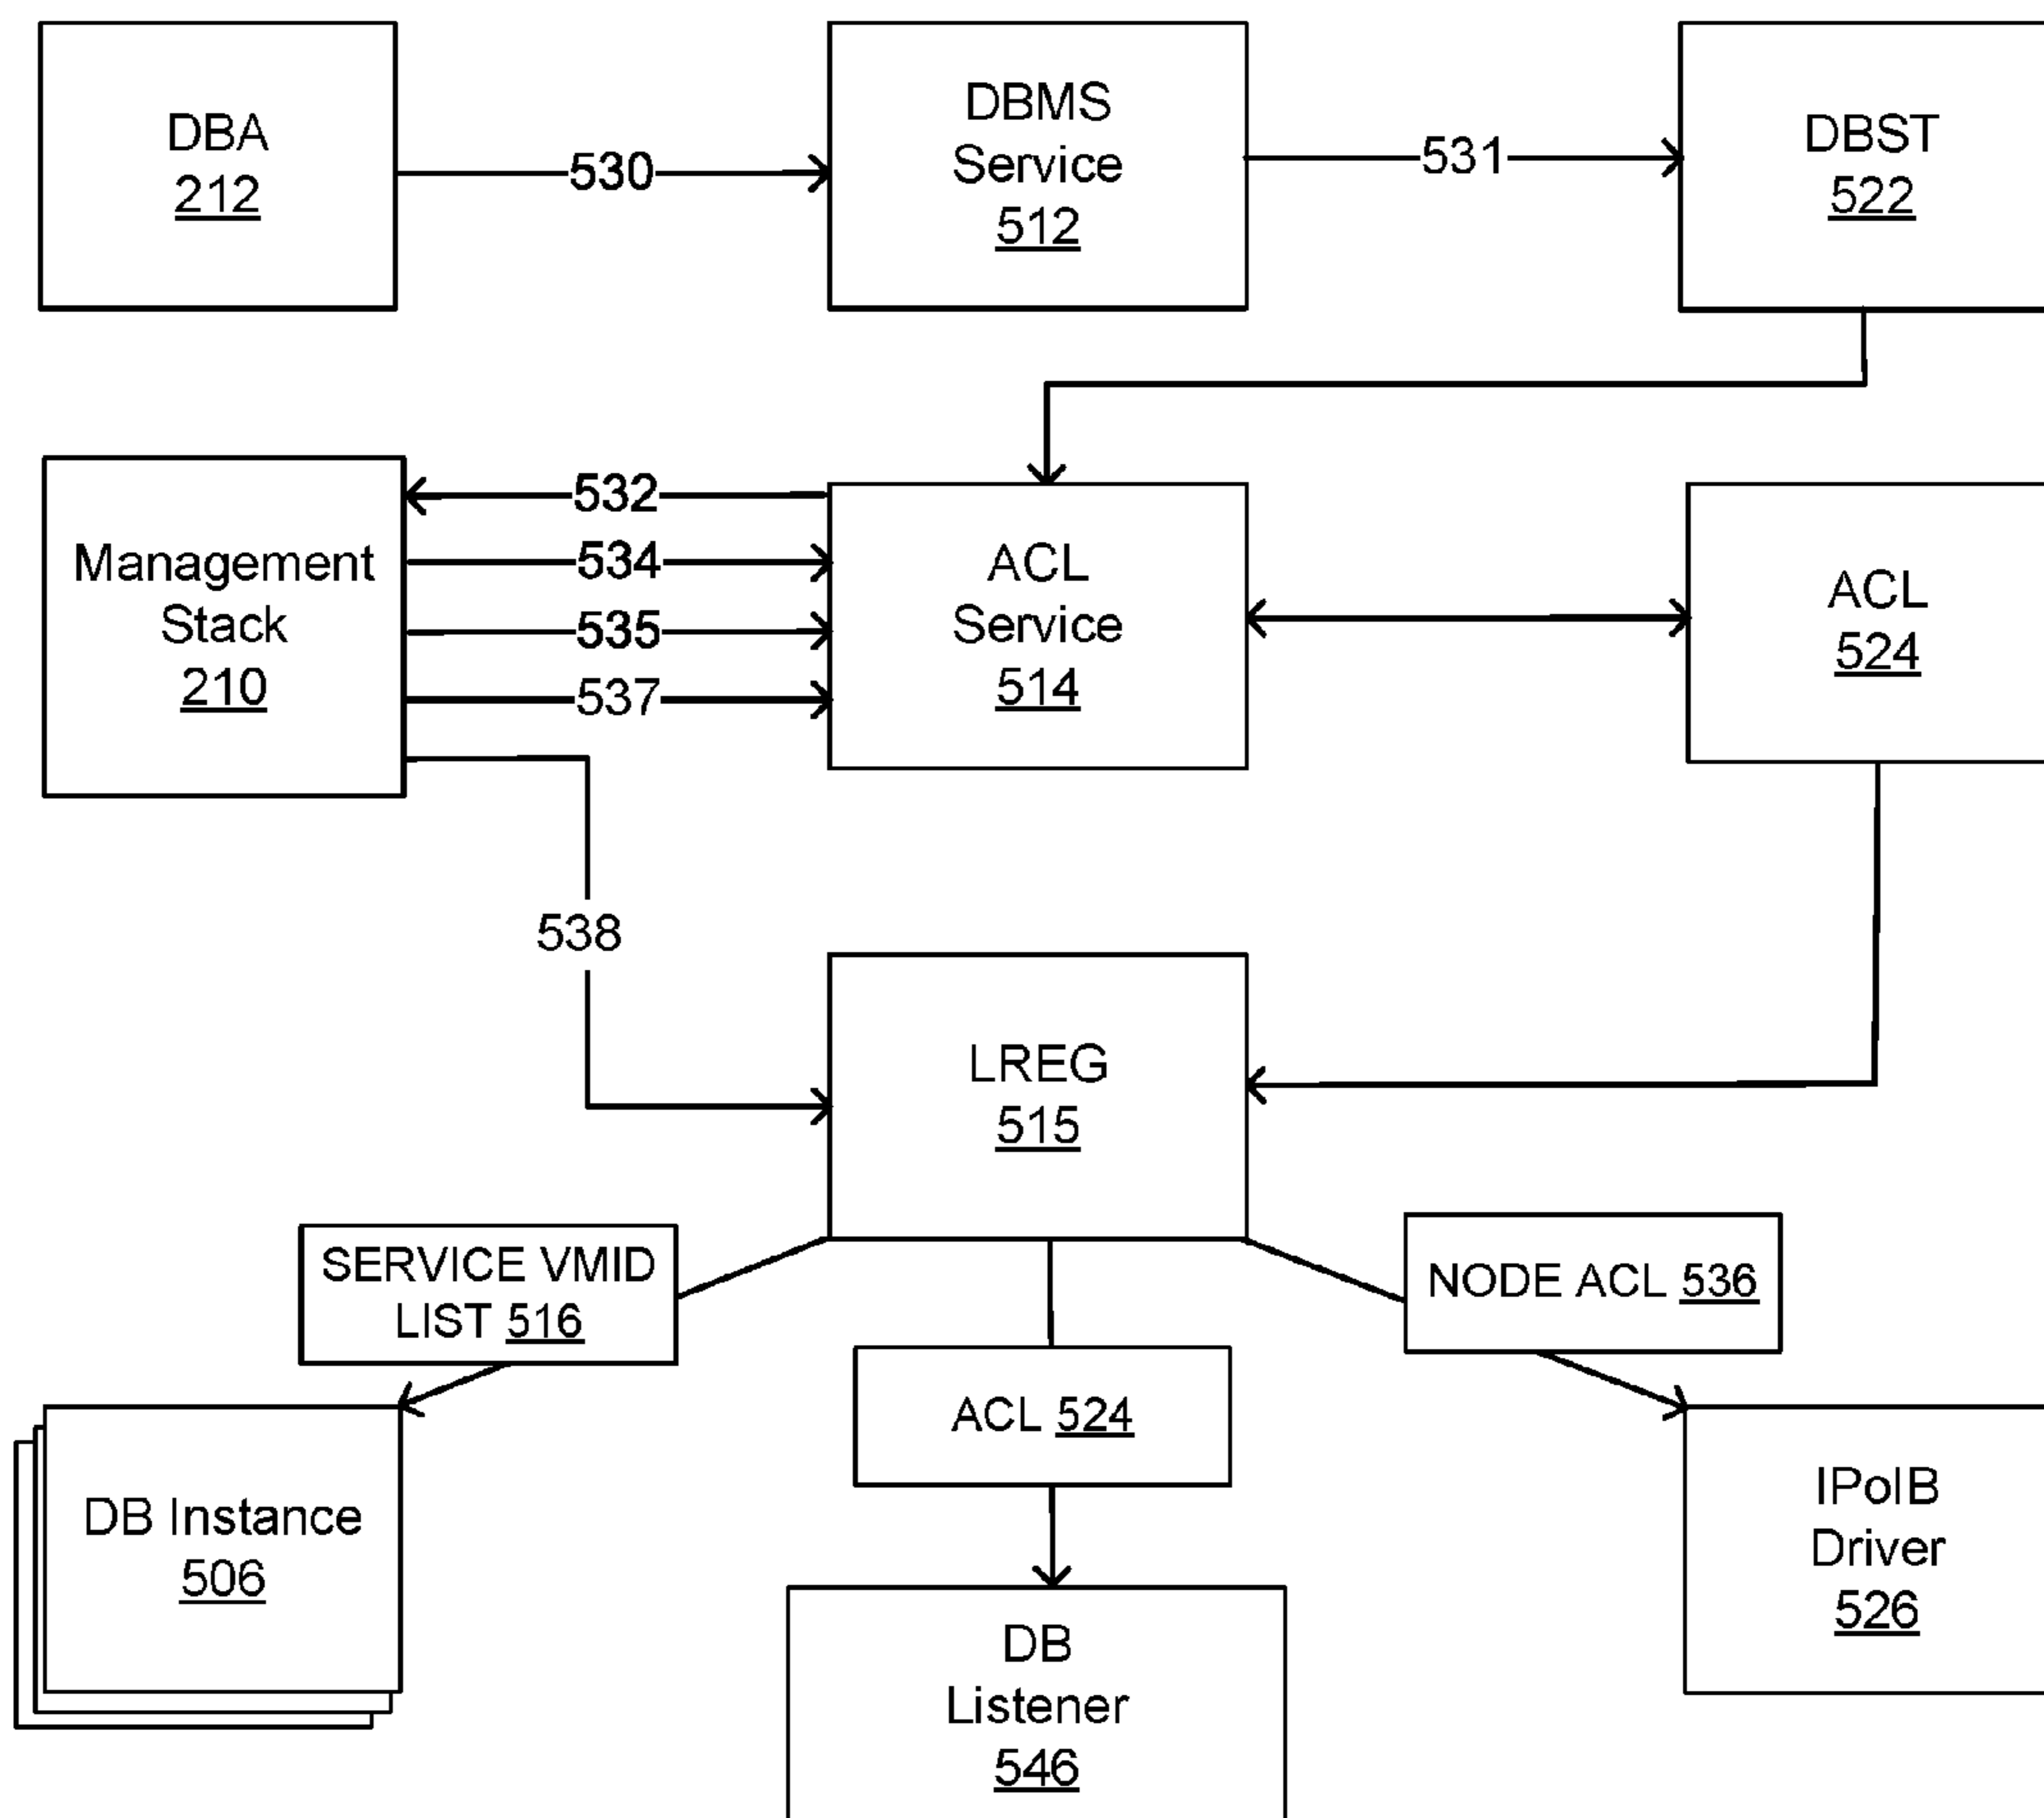 DBA
212
530
DBMS
Service
512
531
DBST
522
Management
Stack
210
532
534
535
537
ACL
Service
514
ACL
524
538
LREG
515
SERVICE VMID
LIST 516
ACL 524
NODE ACL 536
DB Instance
506
DB
Listener
546
IPoIB
Driver
526